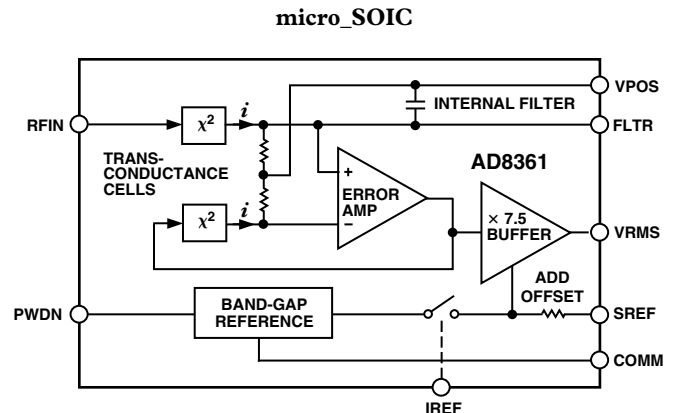 micro_SOIC
VPOS
i
INTERNAL FILTER
RFIN
χ²
FLTR
TRANS-
CONDUCTANCE
CELLS
AD8361
+
ERROR
AMP
−
i
χ²
× 7.5
BUFFER
VRMS
ADD
OFFSET
PWDN
BAND-GAP
REFERENCE
SREF
COMM
IREF